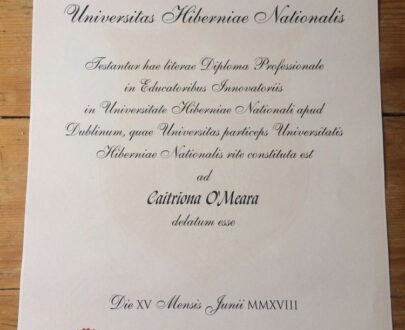 Universitas Hiberniae Nationalis
Testantur hae literae Diploma Professionale
in Educatoribus Innovatoriis
in Universitate Hiberniae Nationali apud
Dublinum, quae Universitas particeps Universitatis
Hiberniae Nationalis rite constituta est
ad
Caitriona O'Meara
delatum esse
Die XV Mensis Junii MMXVIII